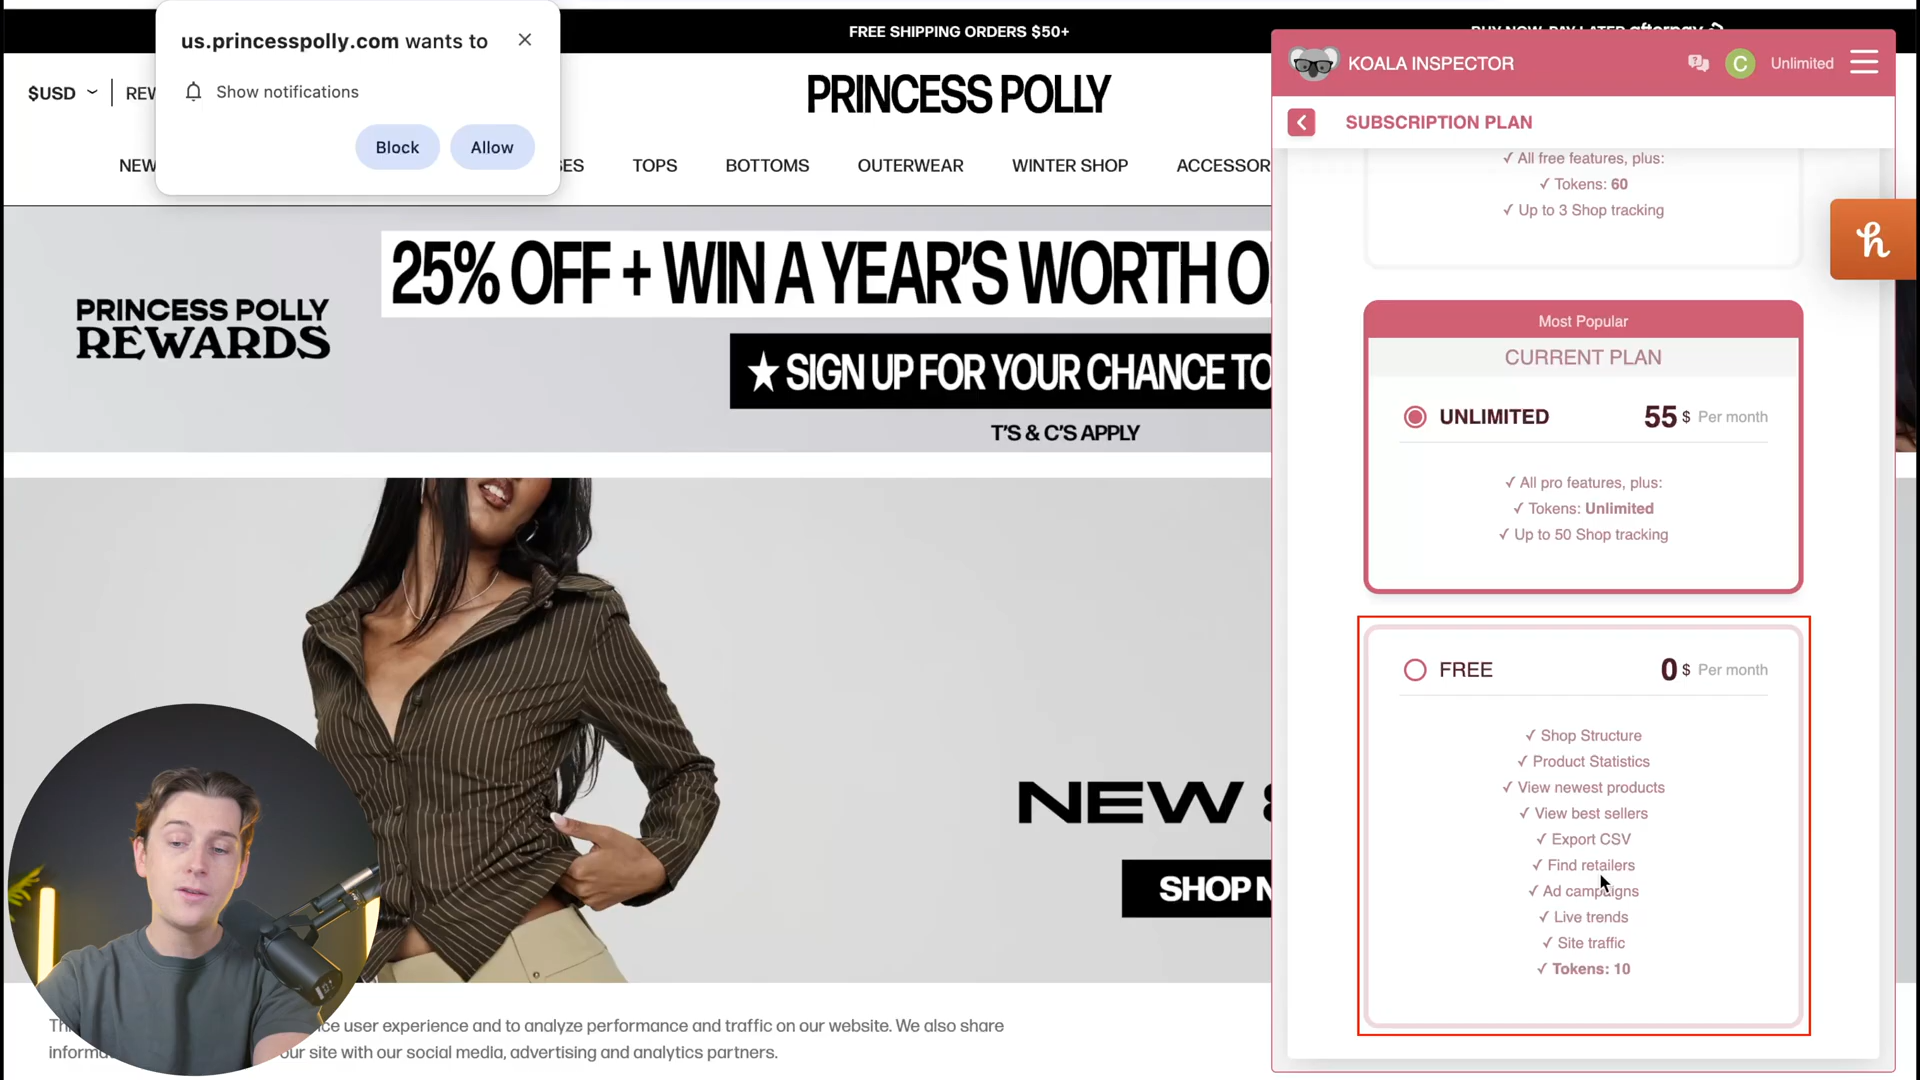 us.princesspolly.com wants to
Show notifications
Block
Allow
FREE SHIPPING ORDERS $50+
$USD
PRINCESS POLLY
NEW
TOPS
BOTTOMS
OUTERWEAR
WINTER SHOP
PRINCESS POLLY
REWARDS
25% OFF + WIN A YEAR'S WORTH
★ SIGN UP FOR YOUR CHANCE TO
T'S & C'S APPLY
NEW
SHOP
user experience and to analyze performance and traffic on our website. We also share
our site with our social media, advertising and analytics partners.
KOALA INSPECTOR
C
Unlimited
SUBSCRIPTION PLAN
✓ All free features, plus:
✓ Tokens: 60
✓ Up to 3 Shop tracking
Most Popular
CURRENT PLAN
UNLIMITED 55 $ Per month
✓ All pro features, plus:
✓ Tokens: Unlimited
✓ Up to 50 Shop tracking
FREE 0 $ Per month
✓ Shop Structure
✓ Product Statistics
✓ View newest products
✓ View best sellers
✓ Export CSV
✓ Find retailers
✓ Ad campaigns
✓ Live trends
✓ Site traffic
✓ Tokens: 10
h